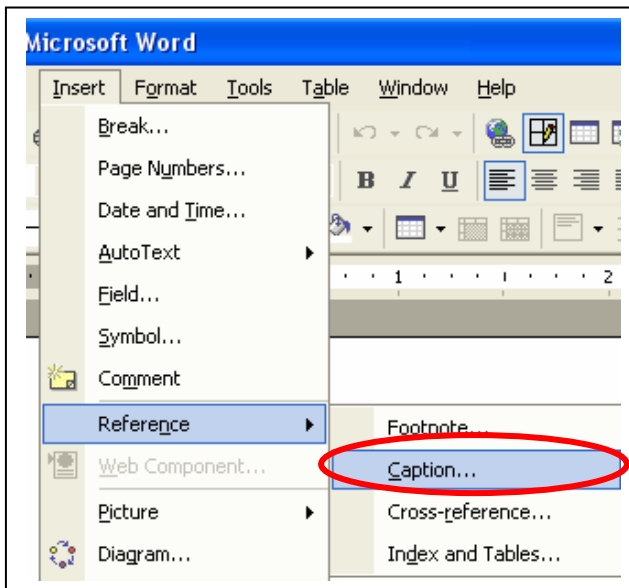 Microsoft Word
Insert Format Tools Table Window Help
Break...
Page Numbers...
B I U
Date and Time...
AutoText
1 2
Field...
Symbol...
Comment
Reference
Footnote...
Web Component...
Caption...
Picture
Cross-reference...
Diagram...
Index and Tables...